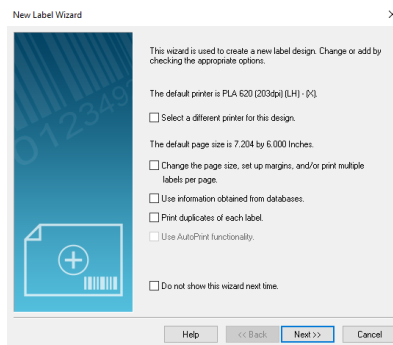 New Label Wizard
This wizard is used to create a new label design. Change or add by
checking the appropriate options.
The default printer is PLA 620 (203dpi) (LH) - (X).
Select a different printer for this design.
The default page size is 7.204 by 6.000 Inches.
Change the page size, set up margins, and/or print multiple
labels per page.
Use information obtained from databases.
Print duplicates of each label.
Use AutoPrint functionality.
Do not show this wizard next time.
Help
<< Back
Next >>
Cancel
012349